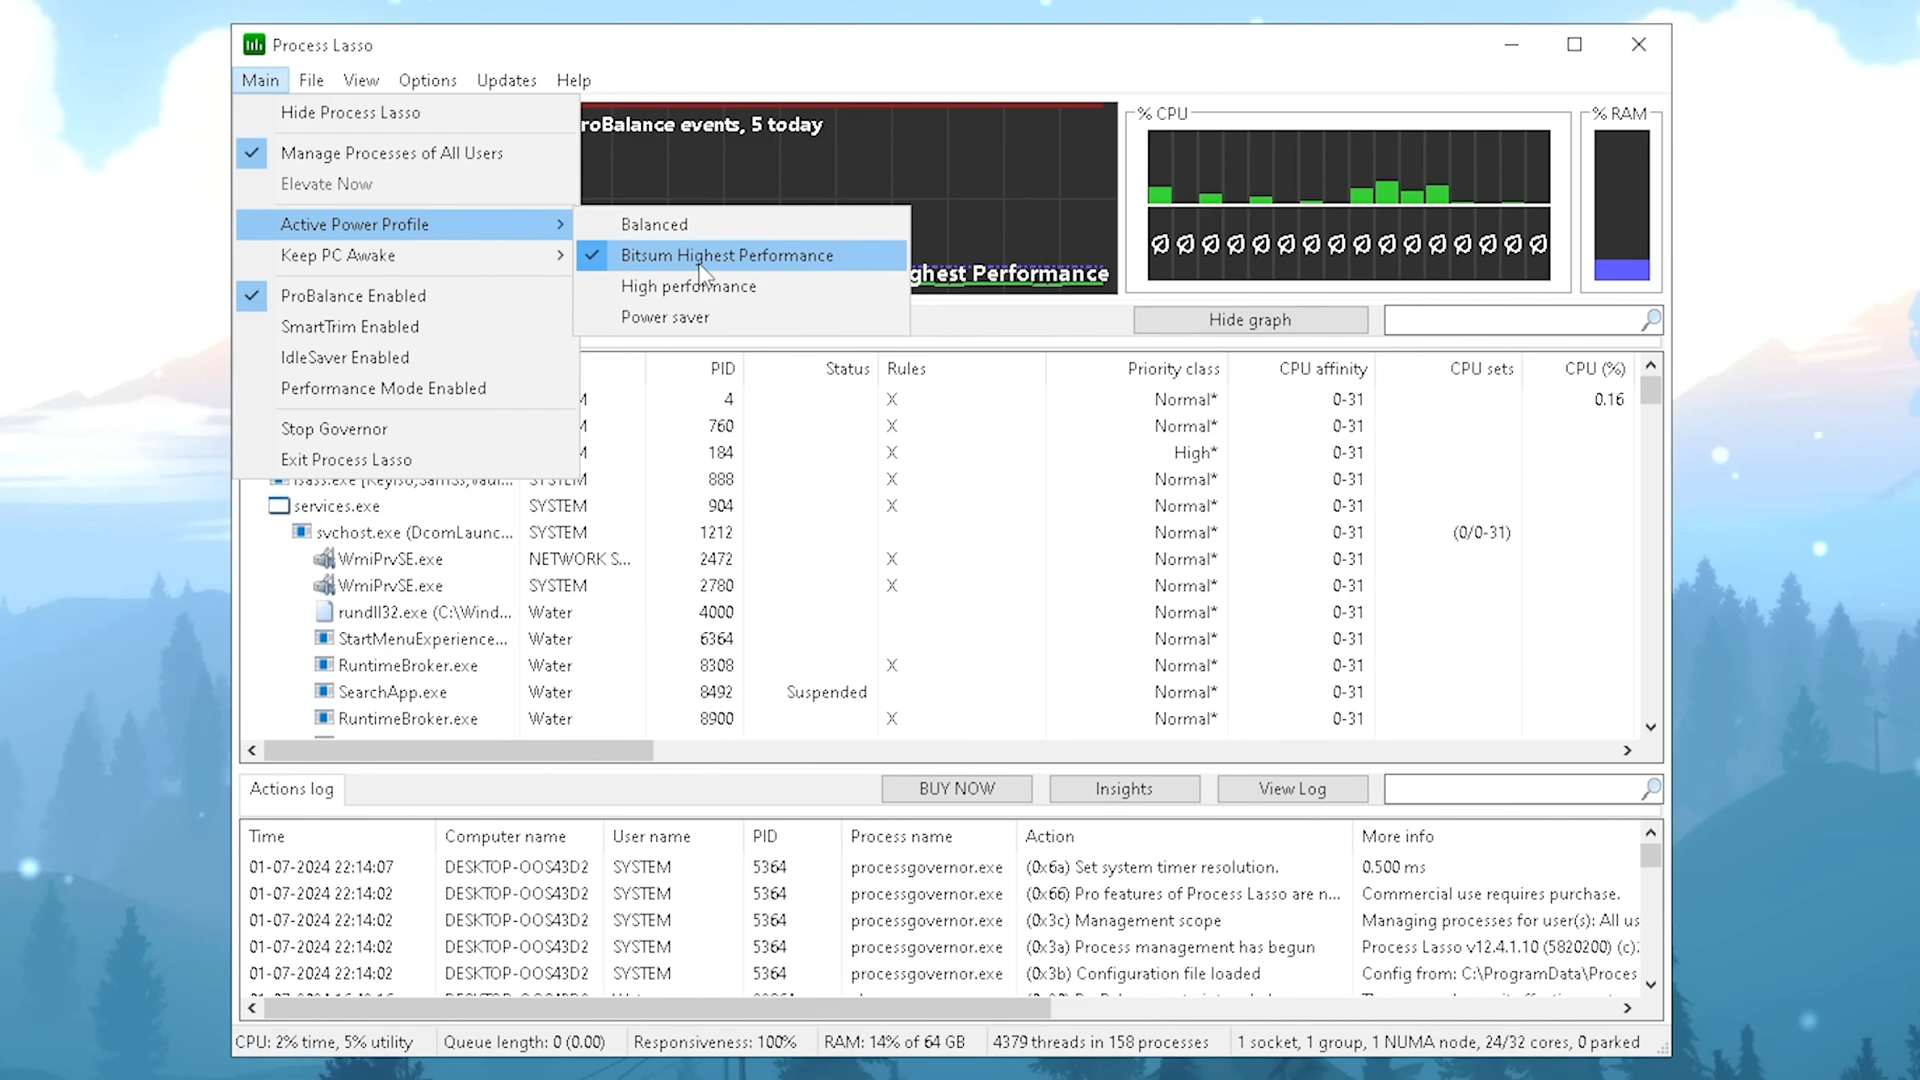 Process Lasso
Main File View Options Updates Help
Hide Process Lasso
Manage Processes of All Users
Elevate Now
Active Power Profile
Keep PC Awake
ProBalance Enabled
SmartTrim Enabled
IdleSaver Enabled
Performance Mode Enabled
Stop Governor
Exit Process Lasso
Balanced
Bitsum Highest Performance
High performance
Power saver
roBalance events, 5 today
ghest Performance
% CPU
% RAM
Hide graph
PID Status Rules Priority class CPU affinity CPU sets CPU (%)
4 X Normal* 0-31 0.16
760 X Normal* 0-31
184 X High* 0-31
888 X Normal* 0-31
services.exe SYSTEM 904 X Normal* 0-31
svchost.exe (DcomLaunc... SYSTEM 1212 Normal* 0-31 (0/0-31)
WmiPrvSE.exe NETWORK S... 2472 X Normal* 0-31
WmiPrvSE.exe SYSTEM 2780 X Normal* 0-31
rundll32.exe (C:\Wind... Water 4000 Normal* 0-31
StartMenuExperience... Water 6364 Normal* 0-31
RuntimeBroker.exe Water 8308 X Normal* 0-31
SearchApp.exe Water 8492 Suspended Normal* 0-31
RuntimeBroker.exe Water 8900 X Normal* 0-31
Actions log BUY NOW Insights View Log
Time Computer name User name PID Process name Action More info
01-07-2024 22:14:07 DESKTOP-OOS43D2 SYSTEM 5364 processgovernor.exe (0x6a) Set system timer resolution. 0.500 ms
01-07-2024 22:14:02 DESKTOP-OOS43D2 SYSTEM 5364 processgovernor.exe (0x66) Pro features of Process Lasso are n... Commercial use requires purchase.
01-07-2024 22:14:02 DESKTOP-OOS43D2 SYSTEM 5364 processgovernor.exe (0x3c) Management scope Managing processes for user(s): All us
01-07-2024 22:14:02 DESKTOP-OOS43D2 SYSTEM 5364 processgovernor.exe (0x3a) Process management has begun Process Lasso v12.4.1.10 (5820200) (c)
01-07-2024 22:14:02 DESKTOP-OOS43D2 SYSTEM 5364 processgovernor.exe (0x3b) Configuration file loaded Config from: C:\ProgramData\Proces
CPU: 2% time, 5% utility Queue length: 0 (0.00) Responsiveness: 100% RAM: 14% of 64 GB 4379 threads in 158 processes 1 socket, 1 group, 1 NUMA node, 24/32 cores, 0 parked